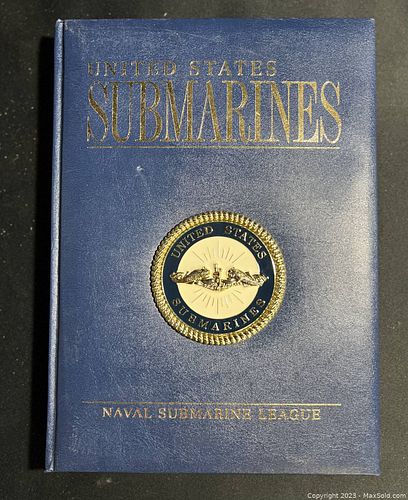 UNITED STATES
SUBMARINES
UNITED STATES
SUBMARINES
NAVAL SUBMARINE LEAGUE
Copyright © 2023 - MaxSold.com